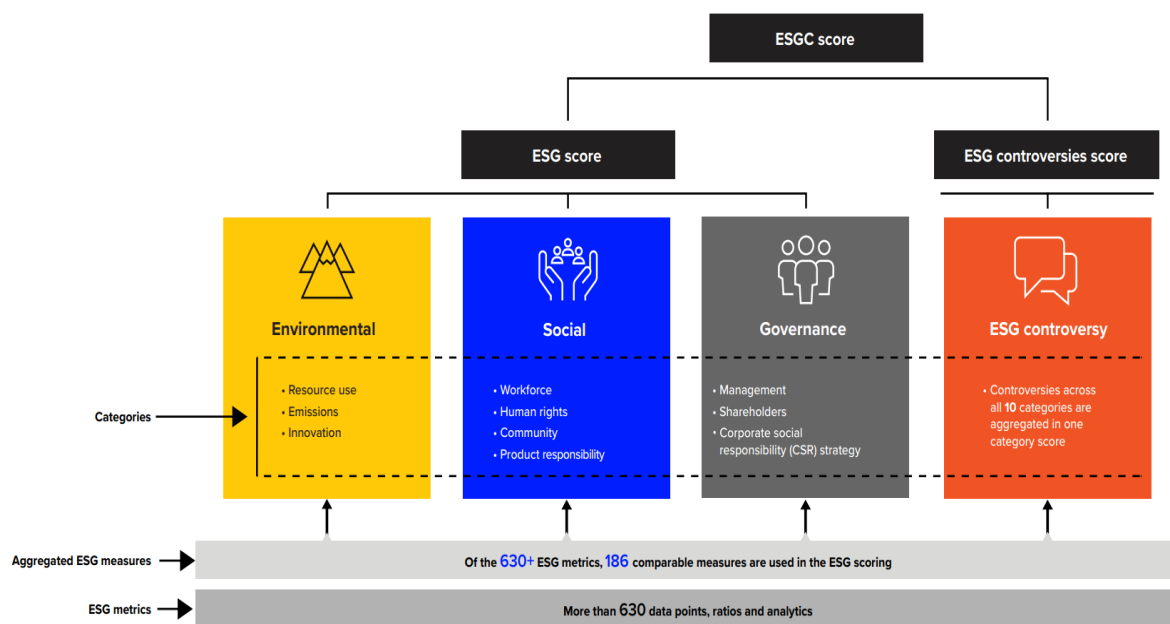 ESGC score
ESG score
ESG controversies score
Environmental
Social
Governance
ESG controversy
Categories
• Resource use
• Emissions
• Innovation
• Workforce
• Human rights
• Community
• Product responsibility
• Management
• Shareholders
• Corporate social
responsibility (CSR) strategy
• Controversies across
all 10 categories are
aggregated in one
category score
Aggregated ESG measures
Of the 630+ ESG metrics, 186 comparable measures are used in the ESG scoring
ESG metrics
More than 630 data points, ratios and analytics